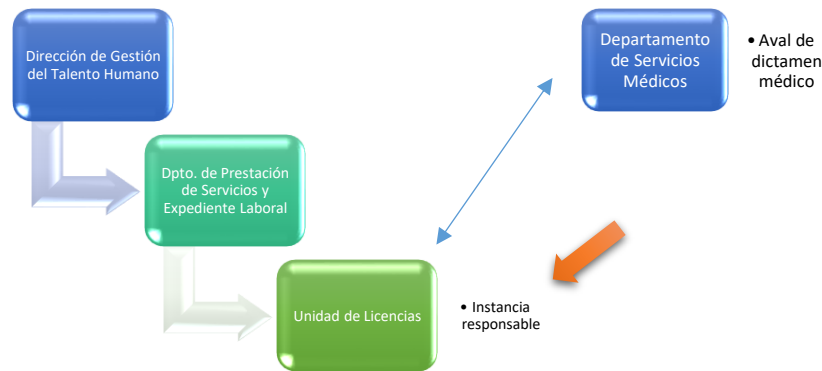 Dirección de Gestión
del Talento Humano
Departamento
de Servicios
Médicos
• Aval de
dictamen
médico
Dpto. de Prestación
de Servicios y
Expediente Laboral
Unidad de Licencias
• Instancia
responsable